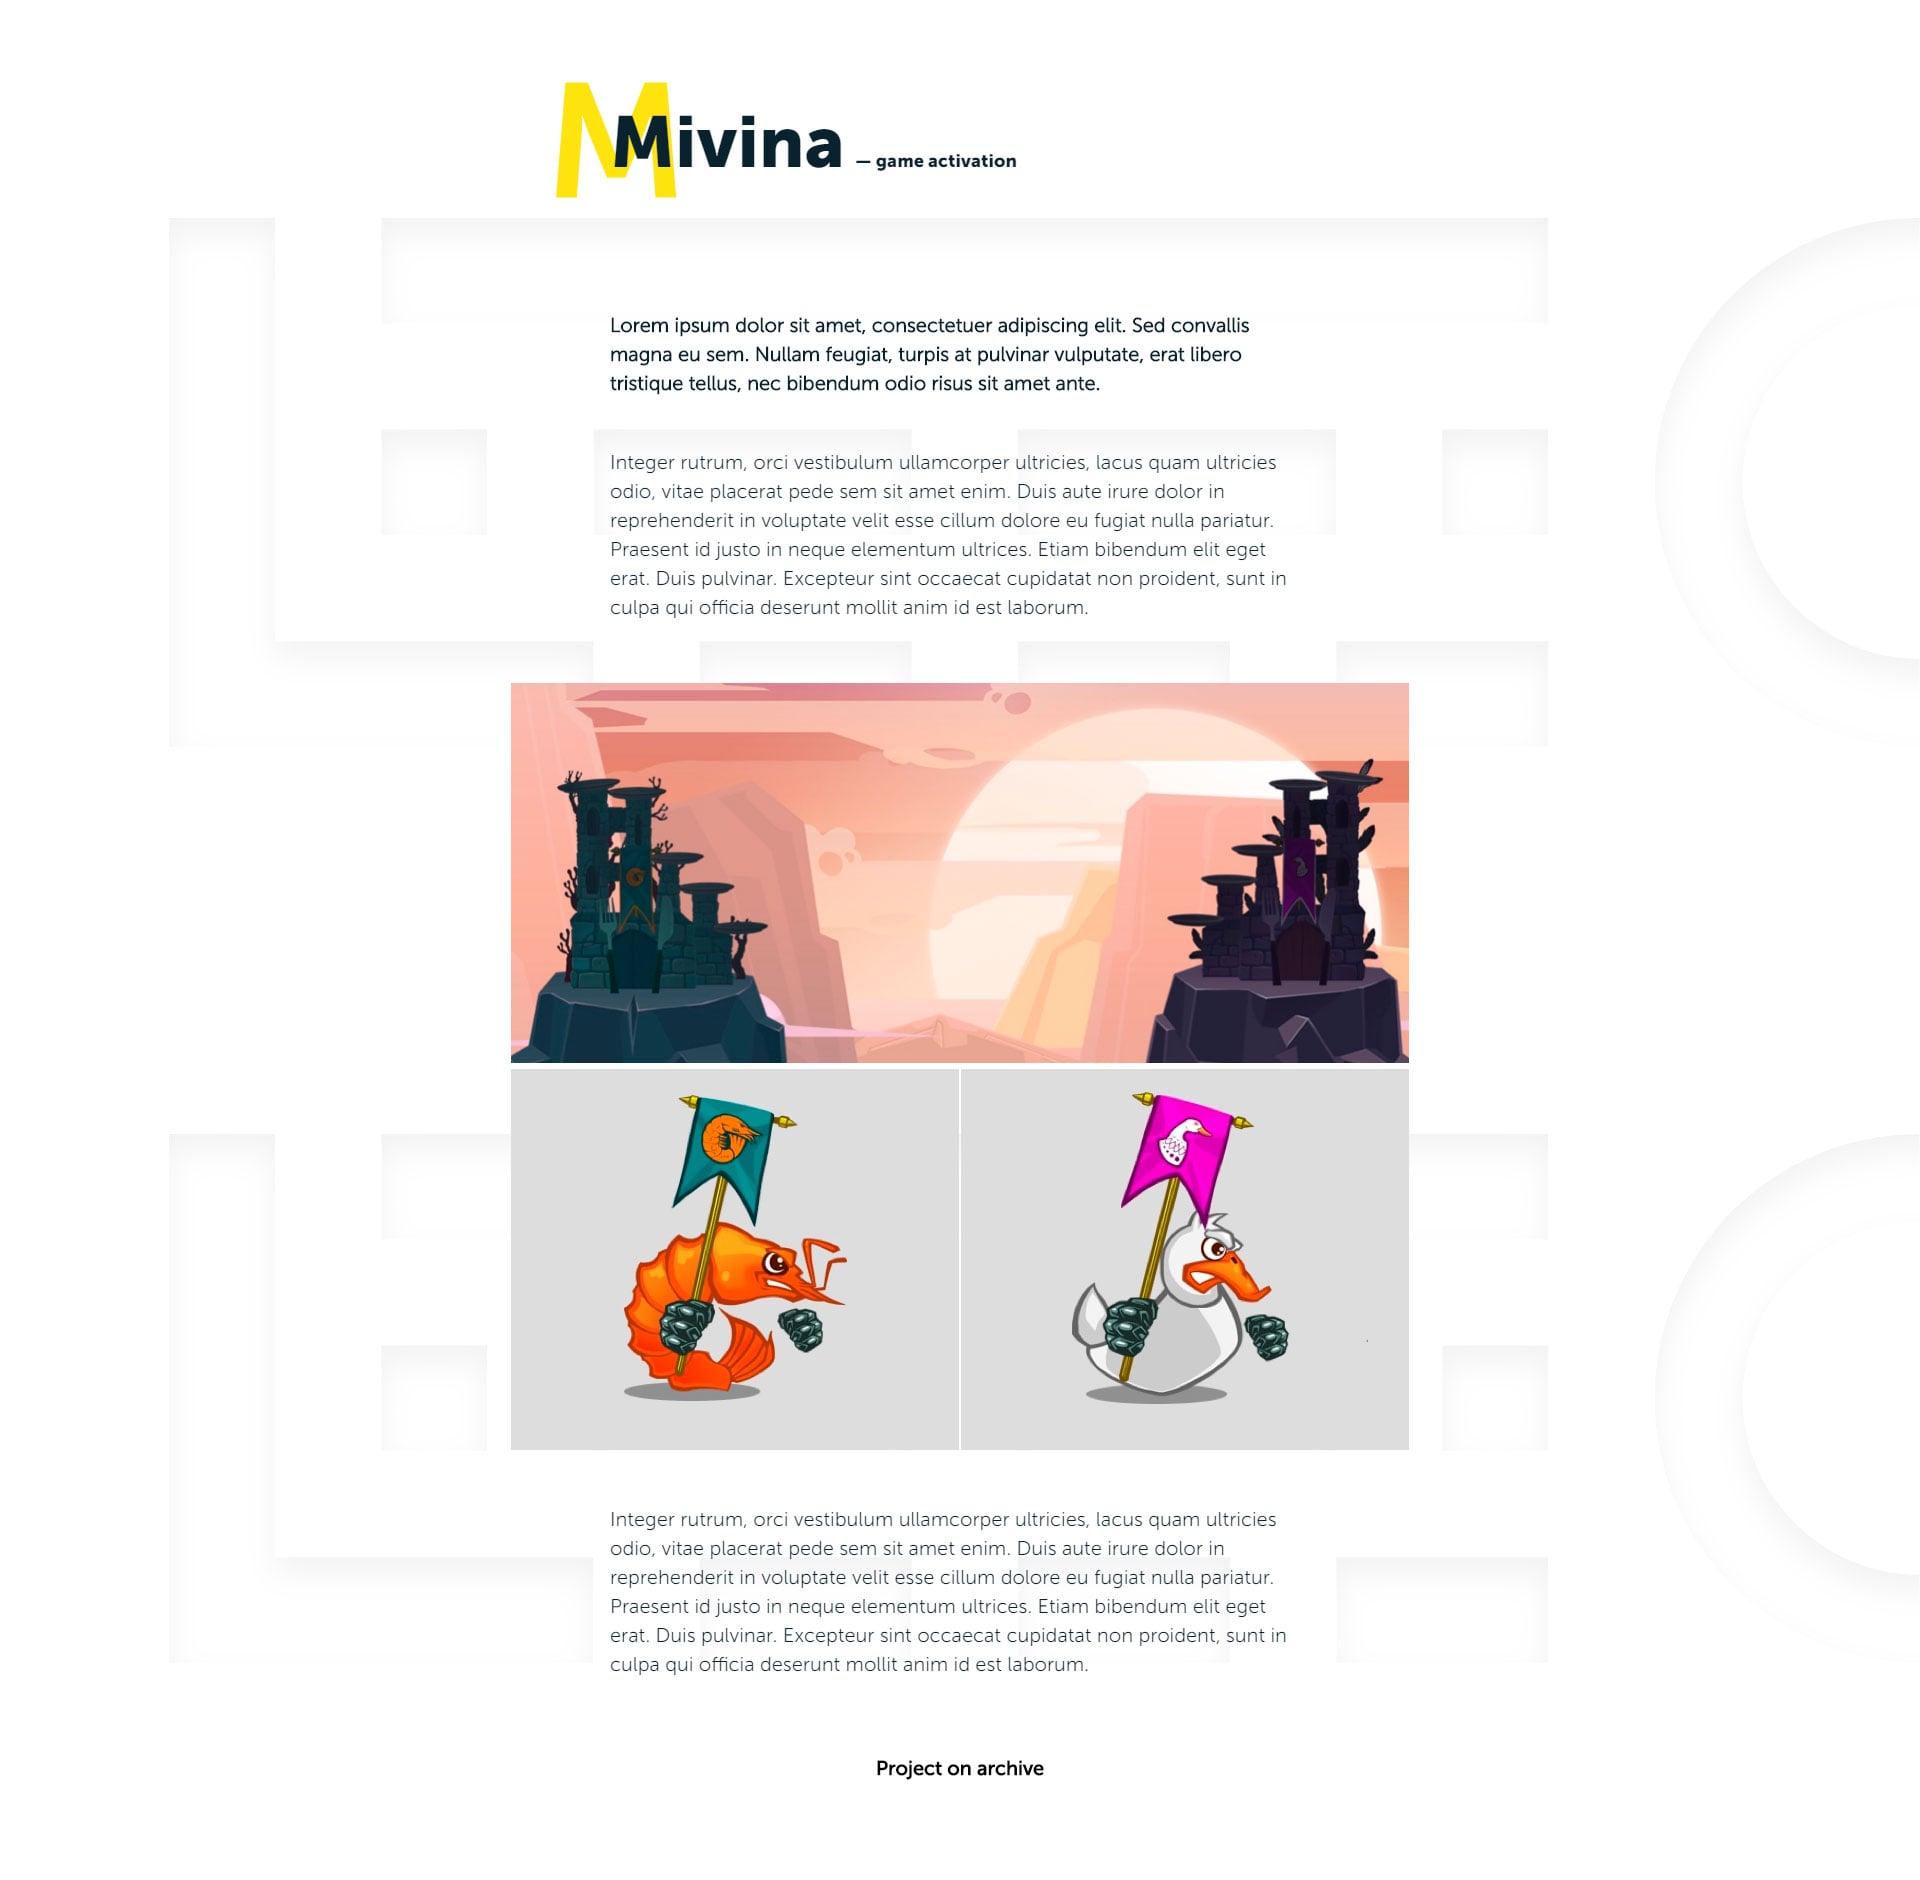 M
Mivina — game activation
Lorem ipsum dolor sit amet, consectetuer adipiscing elit. Sed convallis
magna eu sem. Nullam feugiat, turpis at pulvinar vulputate, erat libero
tristique tellus, nec bibendum odio risus sit amet ante.
Integer rutrum, orci vestibulum ullamcorper ultricies, lacus quam ultricies
odio, vitae placerat pede sem sit amet enim. Duis aute irure dolor in
reprehenderit in voluptate velit esse cillum dolore eu fugiat nulla pariatur.
Praesent id justo in neque elementum ultrices. Etiam bibendum elit eget
erat. Duis pulvinar. Excepteur sint occaecat cupidatat non proident, sunt in
culpa qui officia deserunt mollit anim id est laborum.
Integer rutrum, orci vestibulum ullamcorper ultricies, lacus quam ultricies
odio, vitae placerat pede sem sit amet enim. Duis aute irure dolor in
reprehenderit in voluptate velit esse cillum dolore eu fugiat nulla pariatur.
Praesent id justo in neque elementum ultrices. Etiam bibendum elit eget
erat. Duis pulvinar. Excepteur sint occaecat cupidatat non proident, sunt in
culpa qui officia deserunt mollit anim id est laborum.
Project on archive